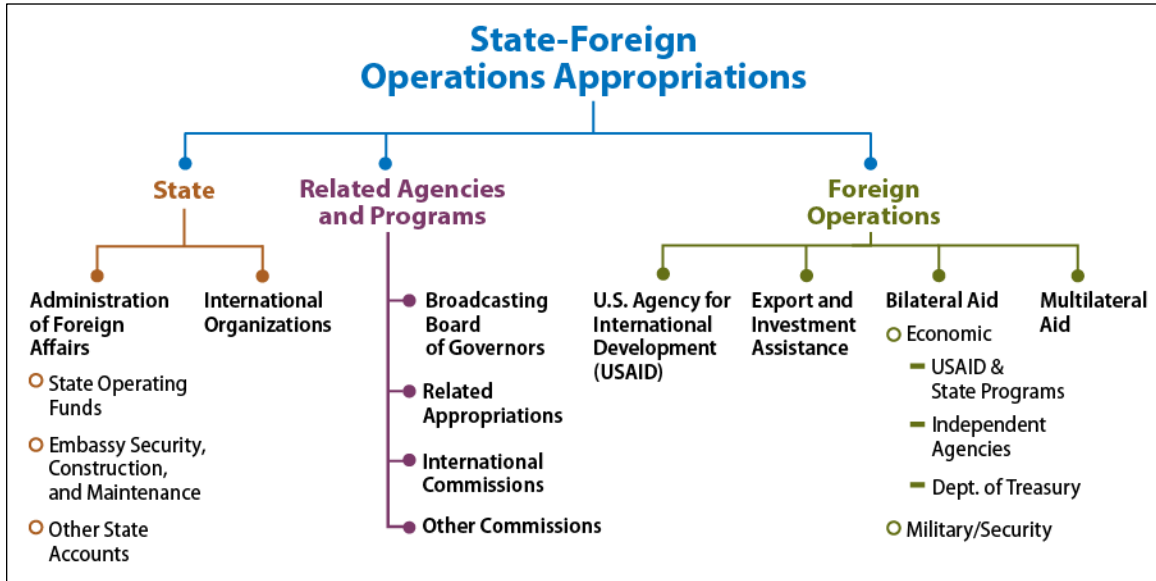 State-Foreign
Operations Appropriations
State
Administration
of Foreign
Affairs
State Operating
Funds
Embassy Security,
Construction,
and Maintenance
Other State
Accounts
International
Organizations
Related Agencies
and Programs
Broadcasting
Board
of Governors
Related
Appropriations
International
Commissions
Other Commissions
Foreign
Operations
U.S. Agency for
International
Development
(USAID)
Export and
Investment
Assistance
Bilateral Aid
Economic
USAID &
State Programs
Independent
Agencies
Dept. of Treasury
Military/Security
Multilateral
Aid